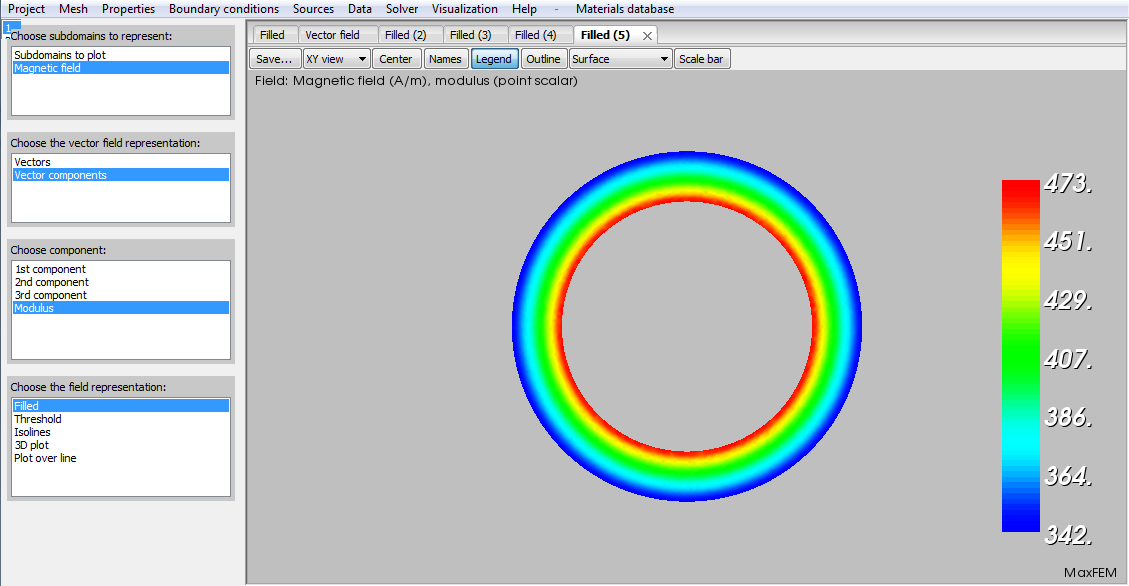 Project Mesh Properties Boundary conditions Sources Data Solver Visualization Help - Materials database
1
Choose subdomains to represent:
Subdomains to plot
Magnetic field
Choose the vector field representation:
Vectors
Vector components
Choose component:
1st component
2nd component
3rd component
Modulus
Choose the field representation:
Filled
Threshold
Isolines
3D plot
Plot over line
Filled Vector field Filled (2) Filled (3) Filled (4) Filled (5)
Save... XY view Center Names Legend Outline Surface Scale bar
Field: Magnetic field (A/m), modulus (point scalar)
473.
451.
429.
407.
386.
364.
342.
MaxFEM